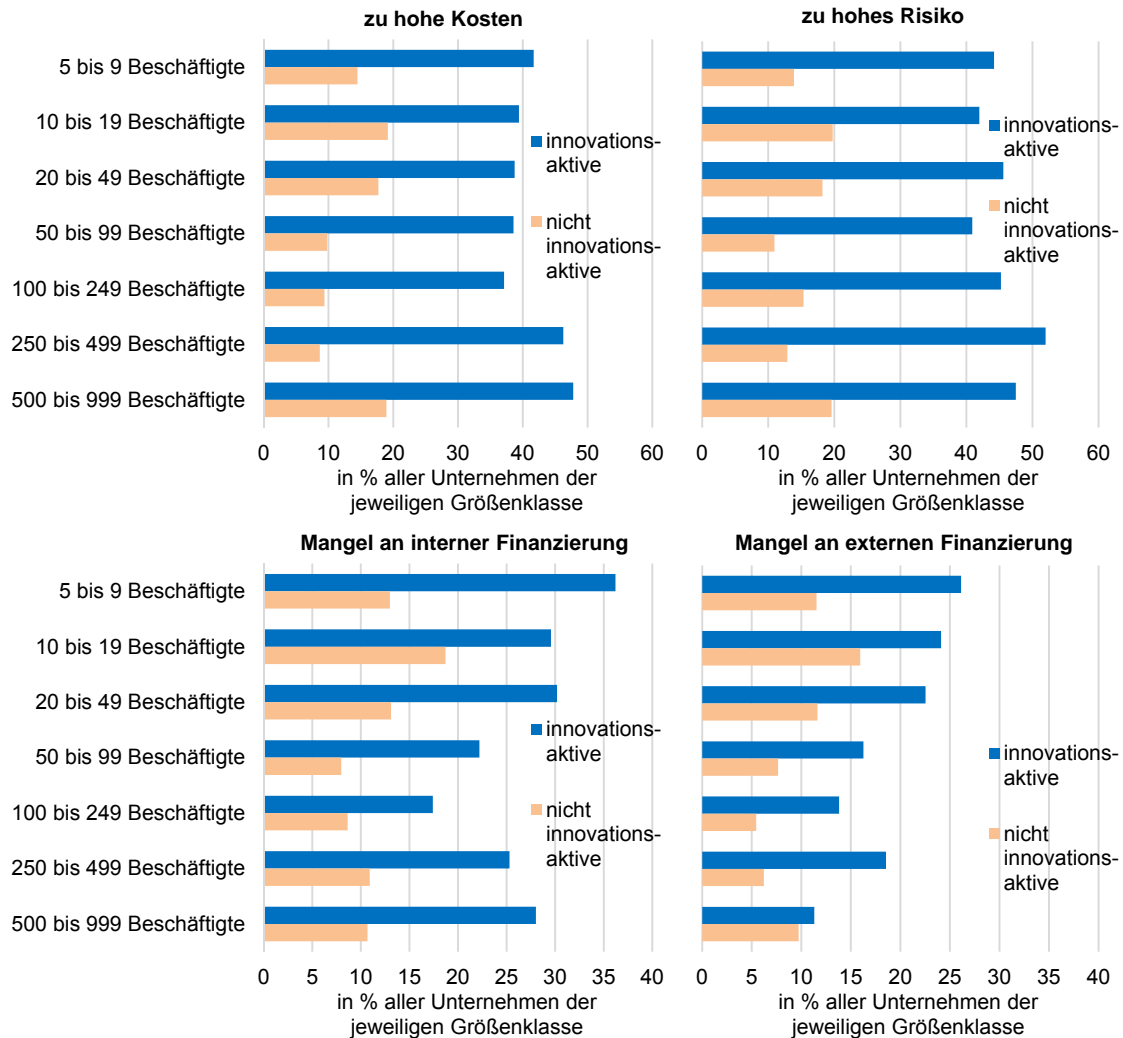 zu hohe Kosten
5 bis 9 Beschäftigte
10 bis 19 Beschäftigte
20 bis 49 Beschäftigte
50 bis 99 Beschäftigte
100 bis 249 Beschäftigte
250 bis 499 Beschäftigte
500 bis 999 Beschäftigte
innovations-
aktive
nicht
innovations-
aktive
0 10 20 30 40 50 60
in % aller Unternehmen der
jeweiligen Größenklasse
zu hohes Risiko
innovations-
aktive
nicht
innovations-
aktive
0 10 20 30 40 50 60
in % aller Unternehmen der
jeweiligen Größenklasse
Mangel an interner Finanzierung
5 bis 9 Beschäftigte
10 bis 19 Beschäftigte
20 bis 49 Beschäftigte
50 bis 99 Beschäftigte
100 bis 249 Beschäftigte
250 bis 499 Beschäftigte
500 bis 999 Beschäftigte
innovations-
aktive
nicht
innovations-
aktive
0 5 10 15 20 25 30 35 40
in % aller Unternehmen der
jeweiligen Größenklasse
Mangel an externen Finanzierung
innovations-
aktive
nicht
innovations-
aktive
0 5 10 15 20 25 30 35 40
in % aller Unternehmen der
jeweiligen Größenklasse